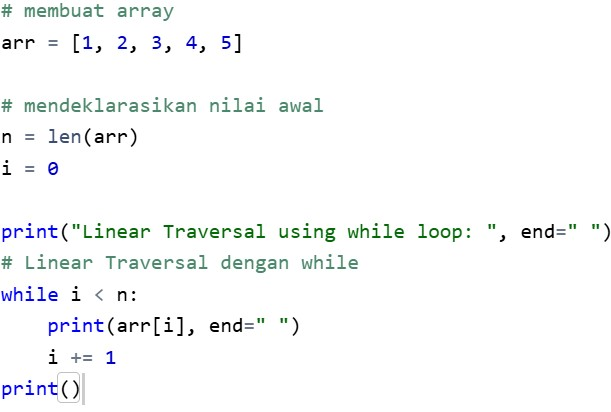 # membuat array
arr = [1, 2, 3, 4, 5]
# mendeklarasikan nilai awal
n = len(arr)
i = 0
print("Linear Traversal using while loop: ", end=" ")
# Linear Traversal dengan while
while i < n:
    print(arr[i], end=" ")
    i += 1
print()